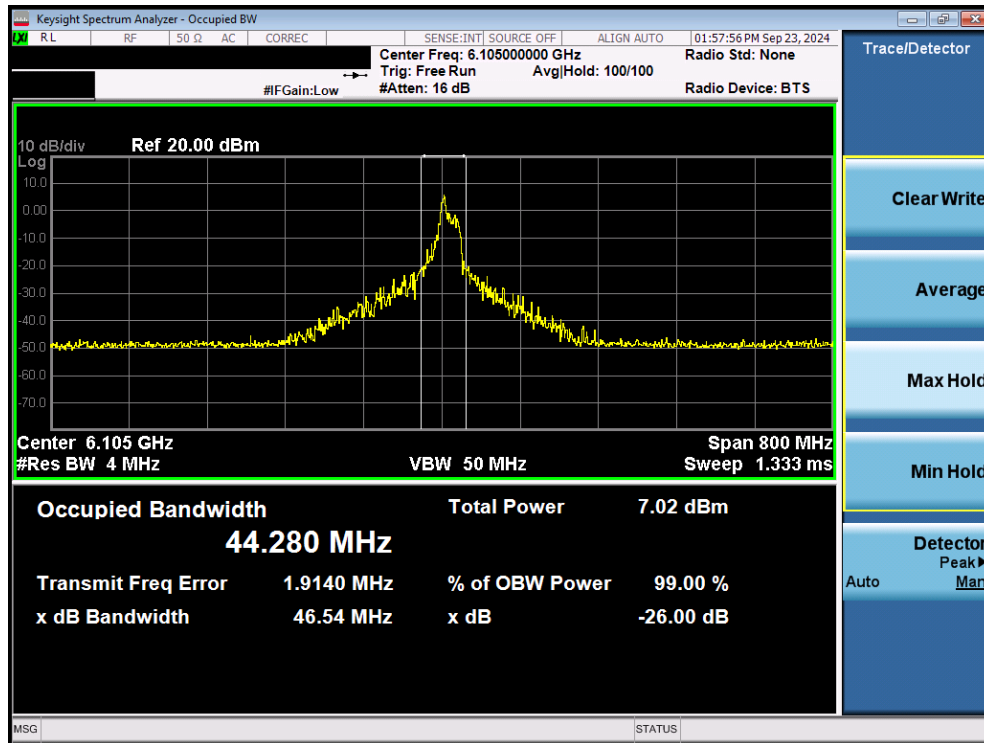 Keysight Spectrum Analyzer - Occupied BW
LXI RL RF 50 Ω AC CORREC SENSE:INT SOURCE OFF ALIGN AUTO 01:57:56 PM Sep 23, 2024
Center Freq: 6.105000000 GHz Radio Std: None
Trig: Free Run Avg|Hold: 100/100
#IFGain:Low #Atten: 16 dB Radio Device: BTS
Trace/Detector
10 dB/div Ref 20.00 dBm
Log
10.0
0.00
-10.0
-20.0
-30.0
-40.0
-50.0
-60.0
-70.0
Center 6.105 GHz Span 800 MHz
#Res BW 4 MHz VBW 50 MHz Sweep 1.333 ms
Occupied Bandwidth Total Power 7.02 dBm
44.280 MHz
Transmit Freq Error 1.9140 MHz % of OBW Power 99.00 %
x dB Bandwidth 46.54 MHz x dB -26.00 dB
Clear Write
Average
Max Hold
Min Hold
Detector
Peak▶
Auto Man
MSG STATUS